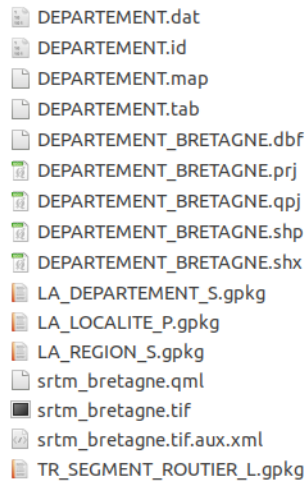 DEPARTEMENT.dat
DEPARTEMENT.id
DEPARTEMENT.map
DEPARTEMENT.tab
DEPARTEMENT_BRETAGNE.dbf
DEPARTEMENT_BRETAGNE.prj
DEPARTEMENT_BRETAGNE.qpj
DEPARTEMENT_BRETAGNE.shp
DEPARTEMENT_BRETAGNE.shx
LA_DEPARTEMENT_S.gpkg
LA_LOCALITE_P.gpkg
LA_REGION_S.gpkg
srtm_bretagne.qml
srtm_bretagne.tif
srtm_bretagne.tif.aux.xml
TR_SEGMENT_ROUTIER_L.gpkg